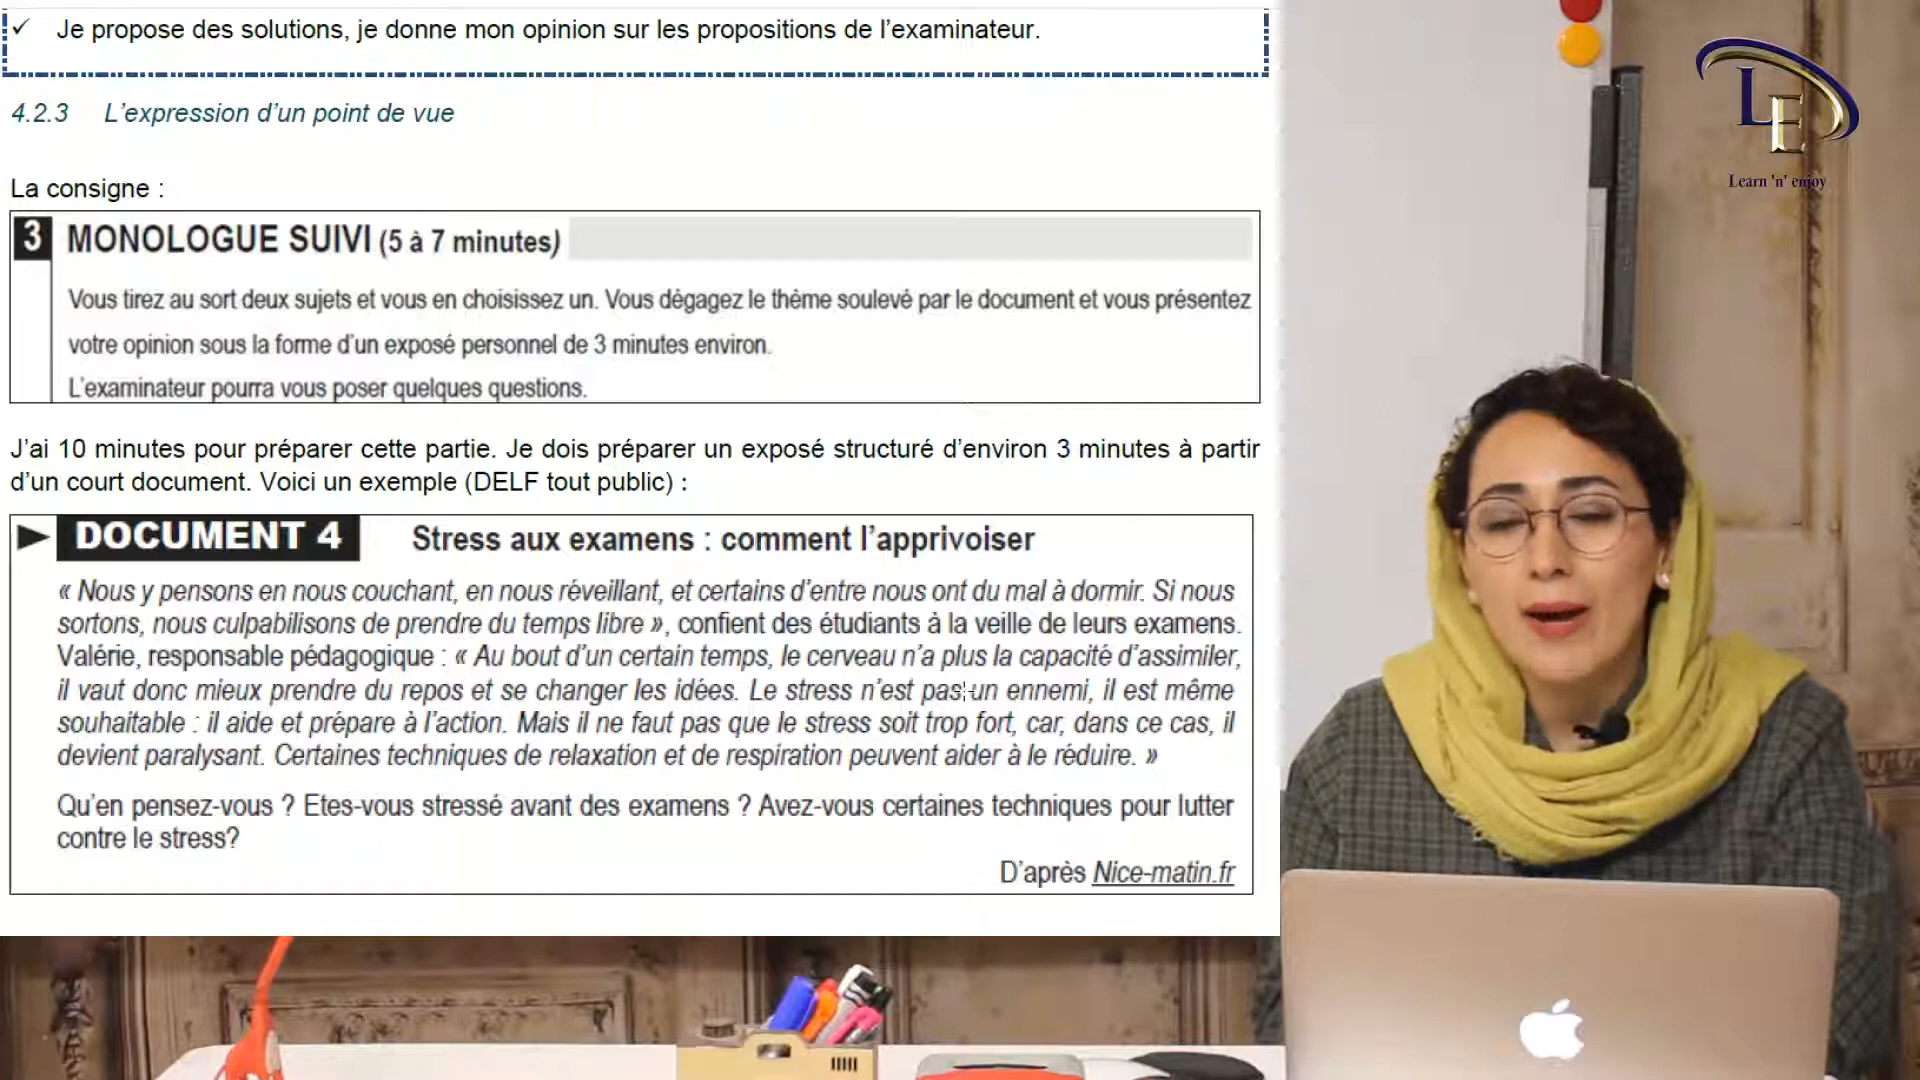 ✓ Je propose des solutions, je donne mon opinion sur les propositions de l'examinateur.
4.2.3 L'expression d'un point de vue
La consigne :
3 MONOLOGUE SUIVI (5 à 7 minutes)
Vous tirez au sort deux sujets et vous en choisissez un. Vous dégagez le thème soulevé par le document et vous présentez
votre opinion sous la forme d'un exposé personnel de 3 minutes environ.
L'examinateur pourra vous poser quelques questions.
J'ai 10 minutes pour préparer cette partie. Je dois préparer un exposé structuré d'environ 3 minutes à partir
d'un court document. Voici un exemple (DELF tout public) :
► DOCUMENT 4 Stress aux examens : comment l'apprivoiser
« Nous y pensons en nous couchant, en nous réveillant, et certains d'entre nous ont du mal à dormir. Si nous
sortons, nous culpabilisons de prendre du temps libre », confient des étudiants à la veille de leurs examens.
Valérie, responsable pédagogique : « Au bout d'un certain temps, le cerveau n'a plus la capacité d'assimiler,
il vaut donc mieux prendre du repos et se changer les idées. Le stress n'est pas un ennemi, il est même
souhaitable : il aide et prépare à l'action. Mais il ne faut pas que le stress soit trop fort, car, dans ce cas, il
devient paralysant. Certaines techniques de relaxation et de respiration peuvent aider à le réduire. »
Qu'en pensez-vous ? Etes-vous stressé avant des examens ? Avez-vous certaines techniques pour lutter
contre le stress?
D'après Nice-matin.fr
LE
Learn 'n' enjoy